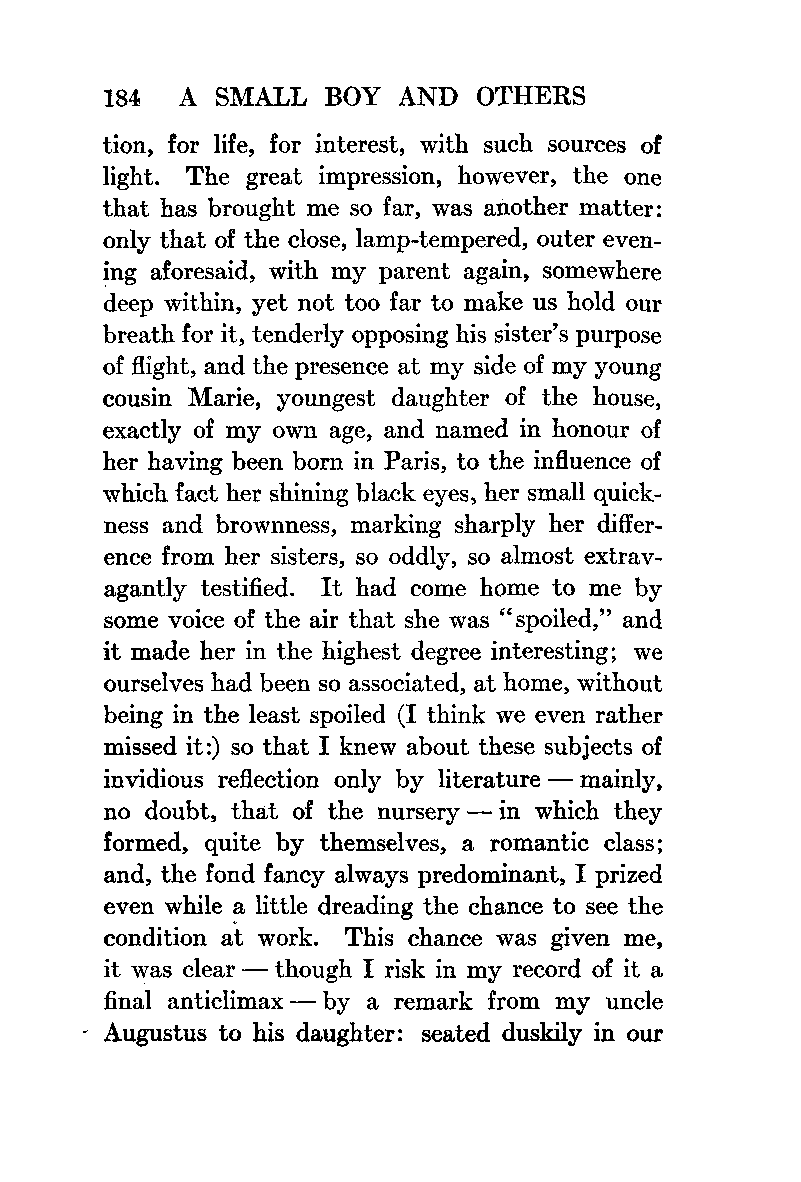 184 A SMALL BOY AND OTHERS
tion, for life, for interest, with such sources of
light. The great impression, however, the one
that has brought me so far, was another matter:
only that of the close, lamp-tempered, outer even-
ing aforesaid, with my parent again, somewhere
deep within, yet not too far to make us hold our
breath for it, tenderly opposing his sister's purpose
of flight, and the presence at my side of my young
cousin Marie, youngest daughter of the house,
exactly of my own age, and named in honour of
her having been born in Paris, to the influence of
which fact her shining black eyes, her small quick-
ness and brownness, marking sharply her differ-
ence from her sisters, so oddly, so almost extrav-
agantly testified. It had come home to me by
some voice of the air that she was "spoiled," and
it made her in the highest degree interesting; we
ourselves had been so associated, at home, without
being in the least spoiled (I think we even rather
missed it:) so that I knew about these subjects of
invidious reflection only by literature — mainly,
no doubt, that of the nursery — in which they
formed, quite by themselves, a romantic class;
and, the fond fancy always predominant, I prized
even while a little dreading the chance to see the
condition at work. This chance was given me,
it was clear — though I risk in my record of it a
final anticlimax — by a remark from my uncle
Augustus to his daughter: seated duskily in our